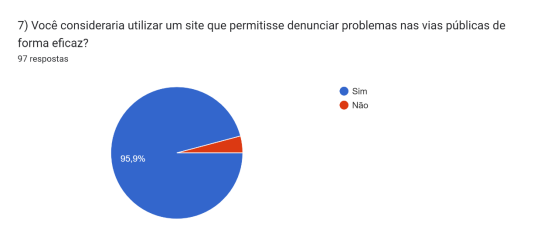 7) Você consideraria utilizar um site que permitisse denunciar problemas nas vias públicas de
forma eficaz?
97 respostas
Sim
Não
95,9%